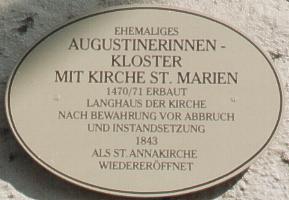 EHEMALIGES
AUGUSTINERINNEN -
KLOSTER
MIT KIRCHE ST. MARIEN
1470/71 ERBAUT
LANGHAUS DER KIRCHE
NACH BEWAHRUNG VOR ABBRUCH
UND INSTANDSETZUNG
1843
ALS ST. ANNAKIRCHE
WIEDERERÖFFNET